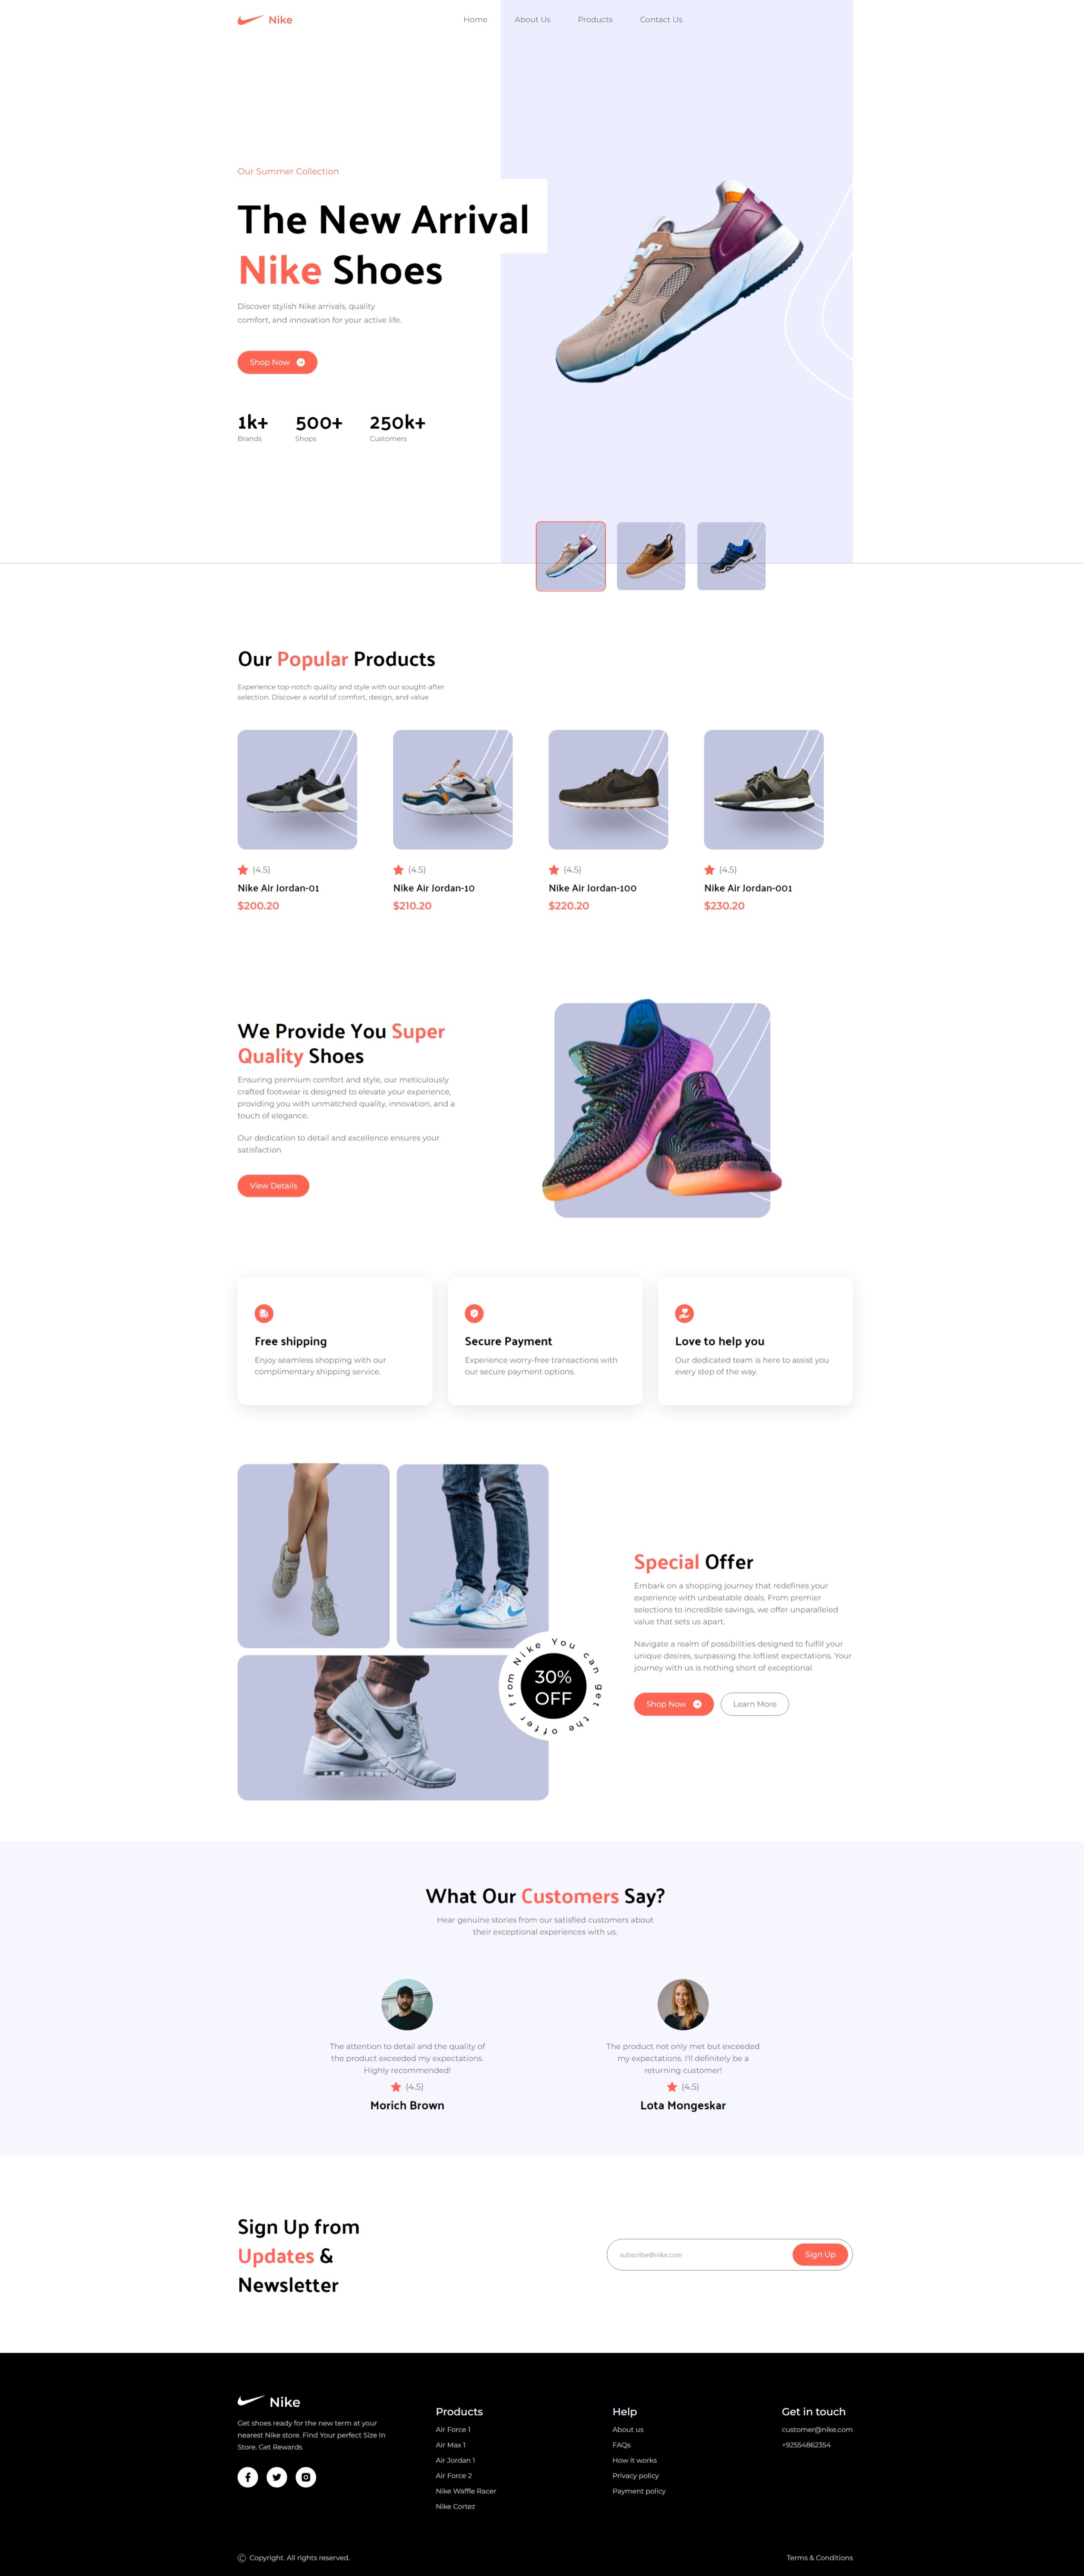 Nike
Home
About Us
Products
Contact Us
Our Summer Collection
The New Arrival
Nike Shoes
Discover stylish Nike arrivals, quality
comfort, and innovation for your active life.
Shop Now
1k+
Brands
500+
Shops
250k+
Customers
Our Popular Products
Experience top-notch quality and style with our sought-after
selection. Discover a world of comfort, design, and value
(4.5)
Nike Air Jordan-01
$200.20
(4.5)
Nike Air Jordan-10
$210.20
(4.5)
Nike Air Jordan-100
$220.20
(4.5)
Nike Air Jordan-001
$230.20
We Provide You Super
Quality Shoes
Ensuring premium comfort and style, our meticulously
crafted footwear is designed to elevate your experience,
providing you with unmatched quality, innovation, and a
touch of elegance.
Our dedication to detail and excellence ensures your
satisfaction
View Details
Free shipping
Enjoy seamless shopping with our
complimentary shipping service.
Secure Payment
Experience worry-free transactions with
our secure payment options.
Love to help you
Our dedicated team is here to assist you
every step of the way.
You can get the offer from Nike
30%
OFF
Special Offer
Embark on a shopping journey that redefines your
experience with unbeatable deals. From premier
selections to incredible savings, we offer unparalleled
value that sets us apart.
Navigate a realm of possibilities designed to fulfill your
unique desires, surpassing the loftiest expectations. Your
journey with us is nothing short of exceptional.
Shop Now
Learn More
What Our Customers Say?
Hear genuine stories from our satisfied customers about
their exceptional experiences with us.
The attention to detail and the quality of
the product exceeded my expectations.
Highly recommended!
(4.5)
Morich Brown
The product not only met but exceeded
my expectations. I'll definitely be a
returning customer!
(4.5)
Lota Mongeskar
Sign Up from
Updates &
Newsletter
subscribe@nike.com
Sign Up
Nike
Get shoes ready for the new term at your
nearest Nike store. Find Your perfect Size In
Store. Get Rewards
Products
Air Force 1
Air Max 1
Air Jordan 1
Air Force 2
Nike Waffle Racer
Nike Cortez
Help
About us
FAQs
How it works
Privacy policy
Payment policy
Get in touch
customer@nike.com
+92554862354
© Copyright. All rights reserved.
Terms & Conditions